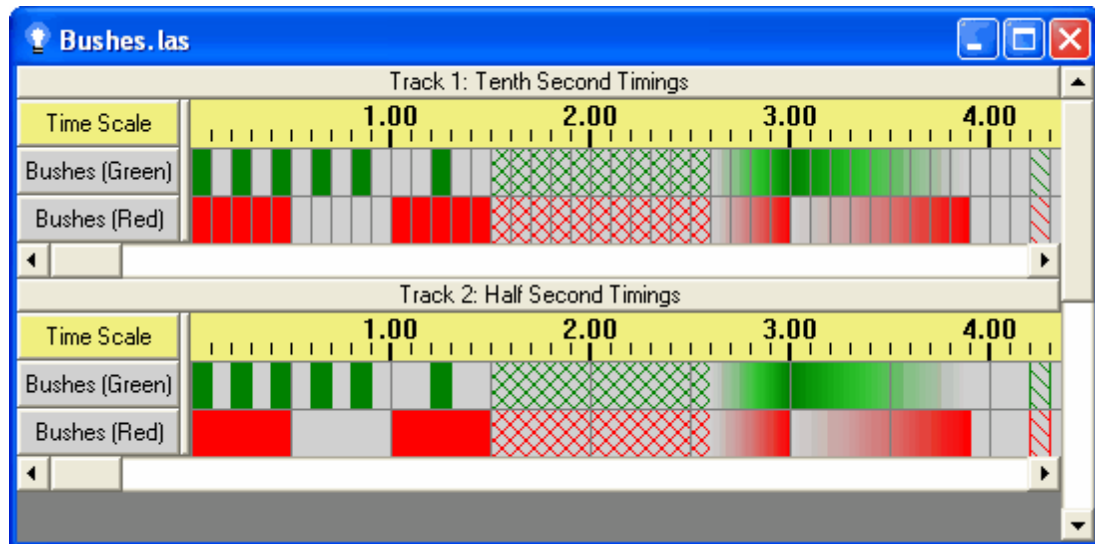 Bushes.las
Track 1: Tenth Second Timings
Time Scale 1.00 2.00 3.00 4.00
Bushes (Green)
Bushes (Red)
Track 2: Half Second Timings
Time Scale 1.00 2.00 3.00 4.00
Bushes (Green)
Bushes (Red)